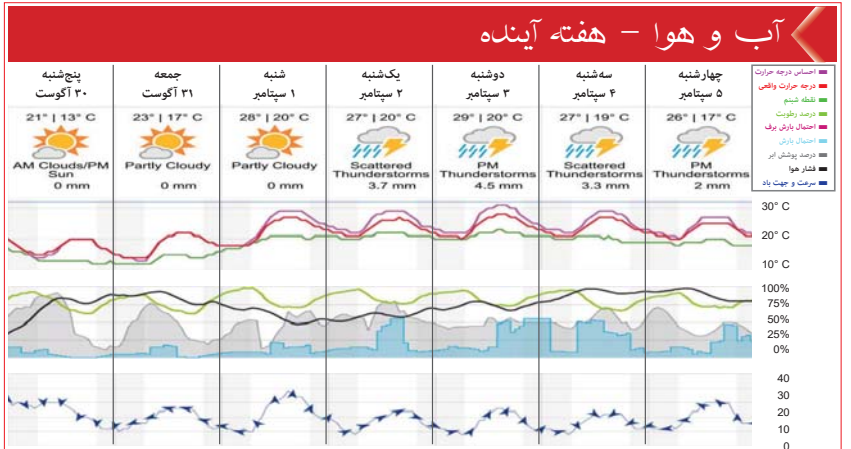 آب و هوا - هفته آینده
پنج‌شنبه
۳۰ آگوست
21° | 13° C
AM Clouds/PM
Sun
0 mm
جمعه
۳۱ آگوست
23° | 17° C
Partly Cloudy
0 mm
شنبه
۱ سپتامبر
28° | 20° C
Partly Cloudy
0 mm
یک‌شنبه
۲ سپتامبر
27° | 20° C
Scattered
Thunderstorms
3.7 mm
دوشنبه
۳ سپتامبر
29° | 20° C
PM
Thunderstorms
4.5 mm
سه‌شنبه
۴ سپتامبر
27° | 19° C
Scattered
Thunderstorms
3.3 mm
چهارشنبه
۵ سپتامبر
26° | 17° C
PM
Thunderstorms
2 mm
احساس درجه حرارت
درجه حرارت واقعی
نقطه شبنم
درصد رطوبت
احتمال بارش برف
احتمال بارش
درصد پوشش ابر
فشار هوا
سرعت و جهت باد
30° C
20° C
10° C
100%
75%
50%
25%
0%
40
30
20
10
0